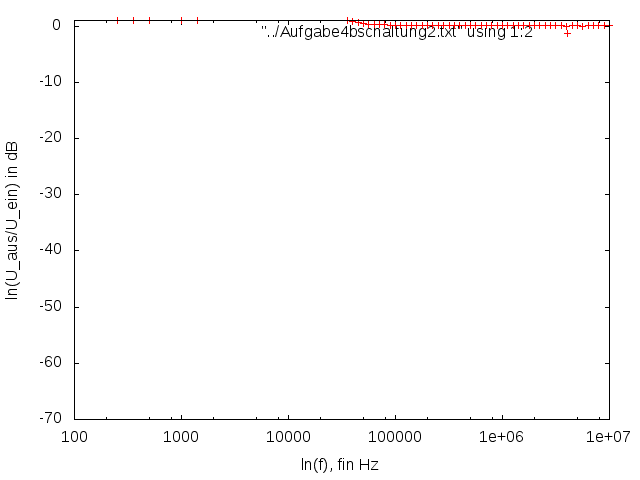 "../Aufgabe4bschaltung2.txt" using 1:2
0
-10
-20
-30
-40
-50
-60
-70
ln(U_aus/U_ein) in dB
100 1000 10000 100000 1e+06 1e+07
ln(f), fin Hz